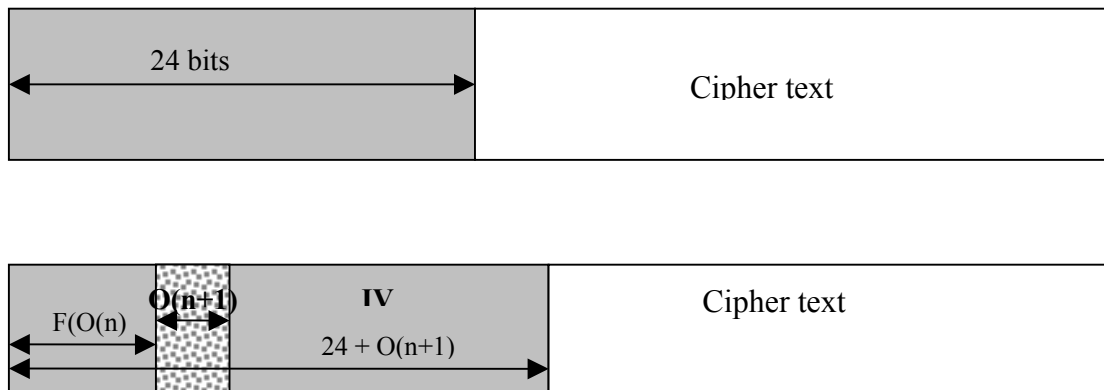 24 bits
Cipher text
O(n+1)
IV
Cipher text
F(O(n)
24 + O(n+1)